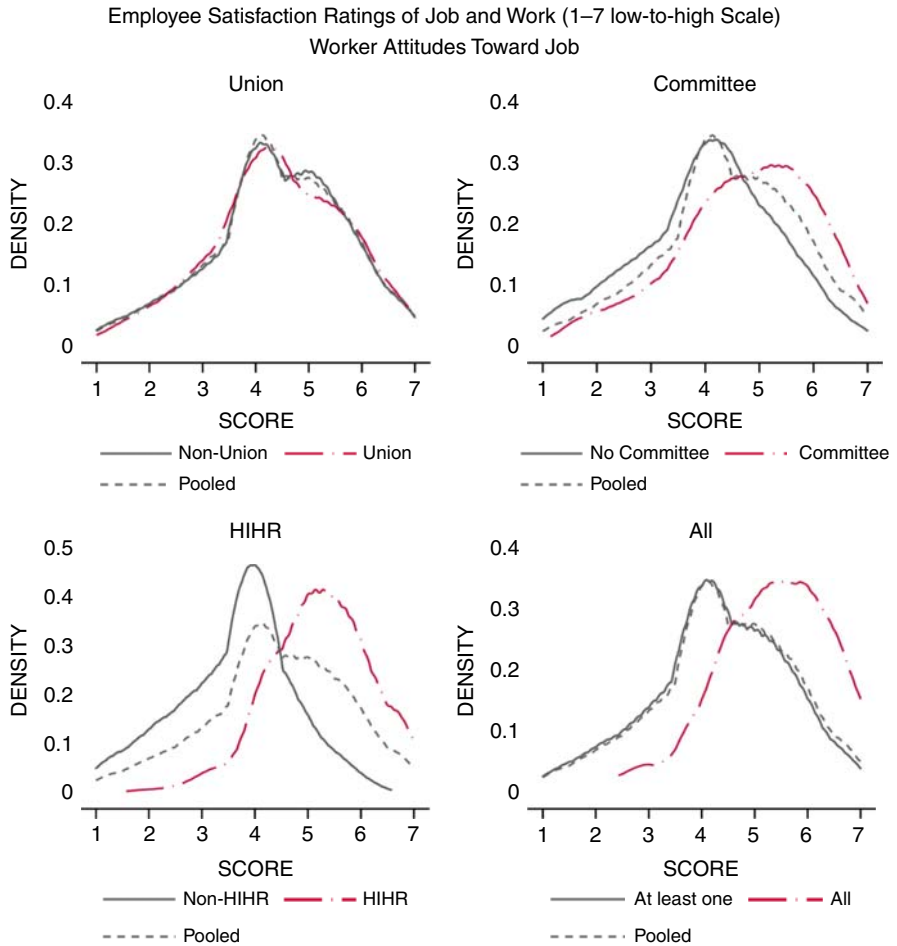 Employee Satisfaction Ratings of Job and Work (1–7 low-to-high Scale)
Worker Attitudes Toward Job
Union
0.4
0.3
0.2
0.1
0
DENSITY
1 2 3 4 5 6 7
SCORE
Non-Union Union
Pooled
Committee
0.4
0.3
0.2
0.1
0
DENSITY
1 2 3 4 5 6 7
SCORE
No Committee Committee
Pooled
HIHR
0.5
0.4
0.3
0.2
0.1
0
DENSITY
1 2 3 4 5 6 7
SCORE
Non-HIHR HIHR
Pooled
All
0.4
0.3
0.2
0.1
0
DENSITY
1 2 3 4 5 6 7
SCORE
At least one All
Pooled